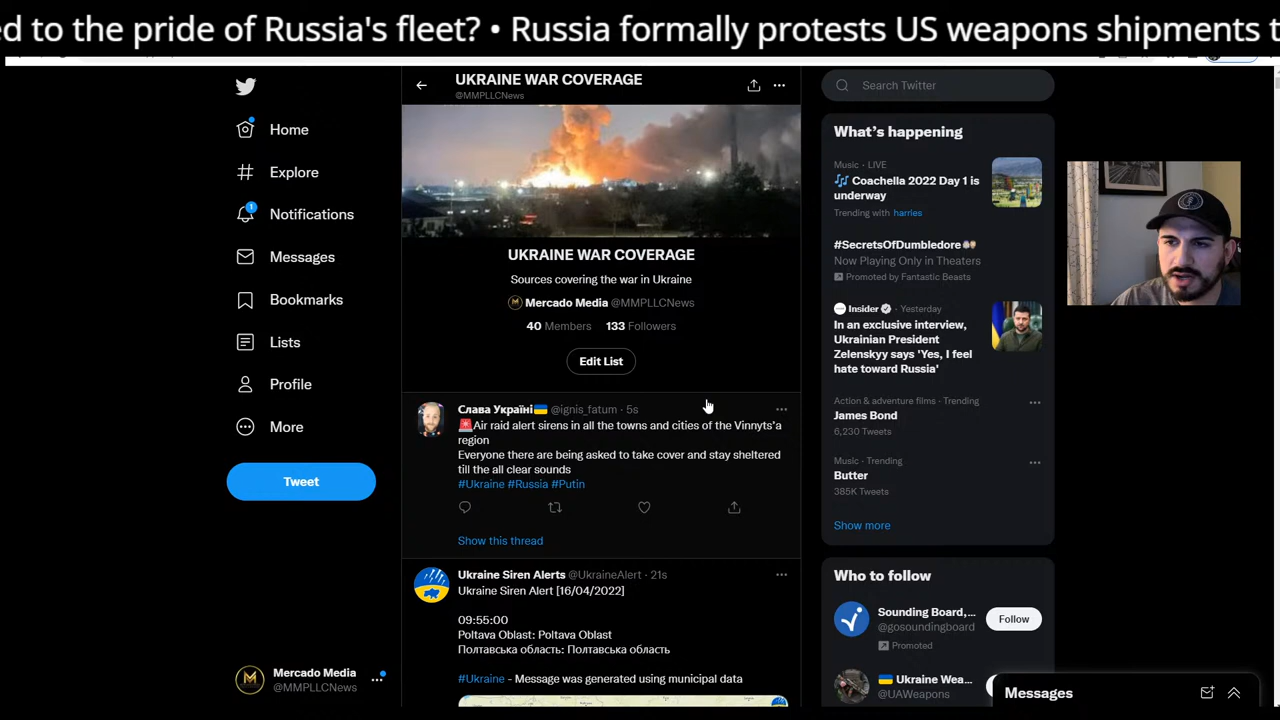 ed to the pride of Russia's fleet? • Russia formally protests US weapons shipments t
UKRAINE WAR COVERAGE
@MMPLLCNews
Home
Explore
1
Notifications
Messages
Bookmarks
Lists
Profile
More
Tweet
Mercado Media
@MMPLLCNews
UKRAINE WAR COVERAGE
Sources covering the war in Ukraine
Mercado Media @MMPLLCNews
40 Members 133 Followers
Edit List
Слава Україні🇺🇦 @ignis_fatum · 5s
🚨Air raid alert sirens in all the towns and cities of the Vinnyts'a
region
Everyone there are being asked to take cover and stay sheltered
till the all clear sounds
#Ukraine #Russia #Putin
Show this thread
Ukraine Siren Alerts @UkraineAlert · 21s
Ukraine Siren Alert [16/04/2022]
09:55:00
Poltava Oblast: Poltava Oblast
Полтавська область: Полтавська область
#Ukraine - Message was generated using municipal data
Search Twitter
What's happening
Music · LIVE
🎶 Coachella 2022 Day 1 is
underway
Trending with harries
#SecretsOfDumbledore
Now Playing Only in Theaters
Promoted by Fantastic Beasts
Insider · Yesterday
In an exclusive interview,
Ukrainian President
Zelenskyy says 'Yes, I feel
hate toward Russia'
Action & adventure films · Trending
James Bond
6,230 Tweets
Music · Trending
Butter
385K Tweets
Show more
Who to follow
Sounding Board,...
@gosoundingboard
Promoted
Follow
🇺🇦 Ukraine Wea...
@UAWeapons
Messages